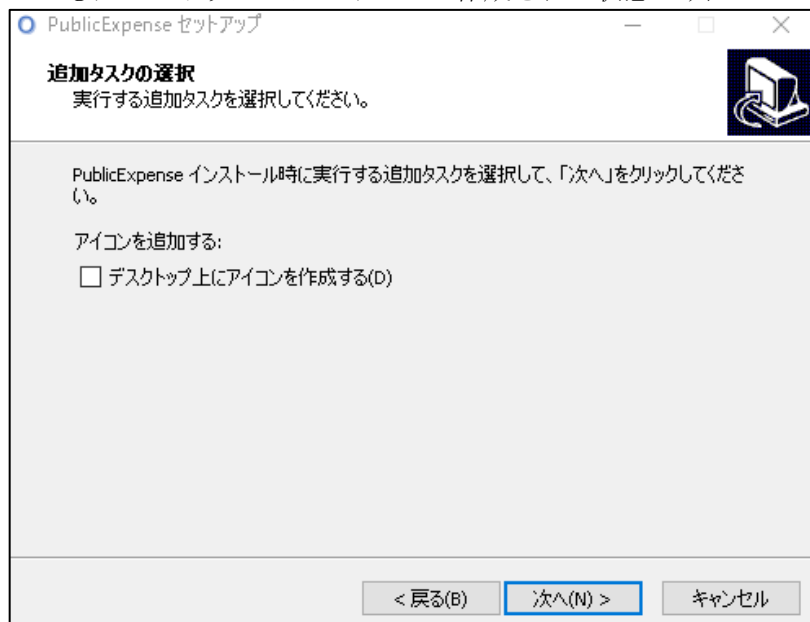 PublicExpense セットアップ
追加タスクの選択
実行する追加タスクを選択してください。
PublicExpense インストール時に実行する追加タスクを選択して、「次へ」をクリックしてくださ
い。
アイコンを追加する:
デスクトップ上にアイコンを作成する(D)
< 戻る(B)
次へ(N) >
キャンセル